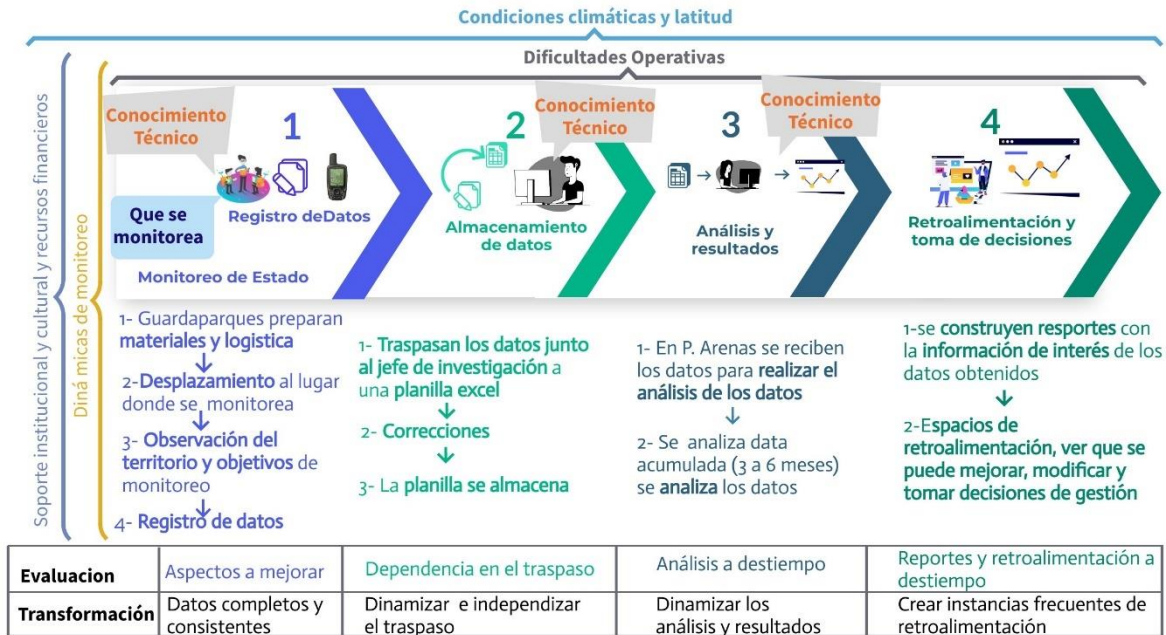 Condiciones climáticas y latitud
Dificultades Operativas
Soporte institucional y cultural y recursos financieros
Diná micas de monitoreo
Conocimiento
Técnico
1
Que se
monitorea
Registro deDatos
Monitoreo de Estado
2
Conocimiento
Técnico
Almacenamiento
de datos
3
Conocimiento
Técnico
Análisis y
resultados
4
Retroalimentación y
toma de decisiones
1- Guardaparques preparan
materiales y logistica
2-Desplazamiento al lugar
donde se monitorea
3- Observación del
territorio y objetivos de
monitoreo
4- Registro de datos
1- Traspasan los datos junto
al jefe de investigación a
una planilla excel
2- Correcciones
3- La planilla se almacena
1- En P. Arenas se reciben
los datos para realizar el
análisis de los datos
2- Se analiza data
acumulada (3 a 6 meses)
se analiza los datos
1-se construyen resportes con
la información de interés de los
datos obtenidos
2-Espacios de
retroalimentación, ver que se
puede mejorar, modificar y
tomar decisiones de gestión
Evaluacion
Aspectos a mejorar
Dependencia en el traspaso
Análisis a destiempo
Reportes y retroalimentación a
destiempo
Transformación
Datos completos y
consistentes
Dinamizar e independizar
el traspaso
Dinamizar los
análisis y resultados
Crear instancias frecuentes de
retroalimentación